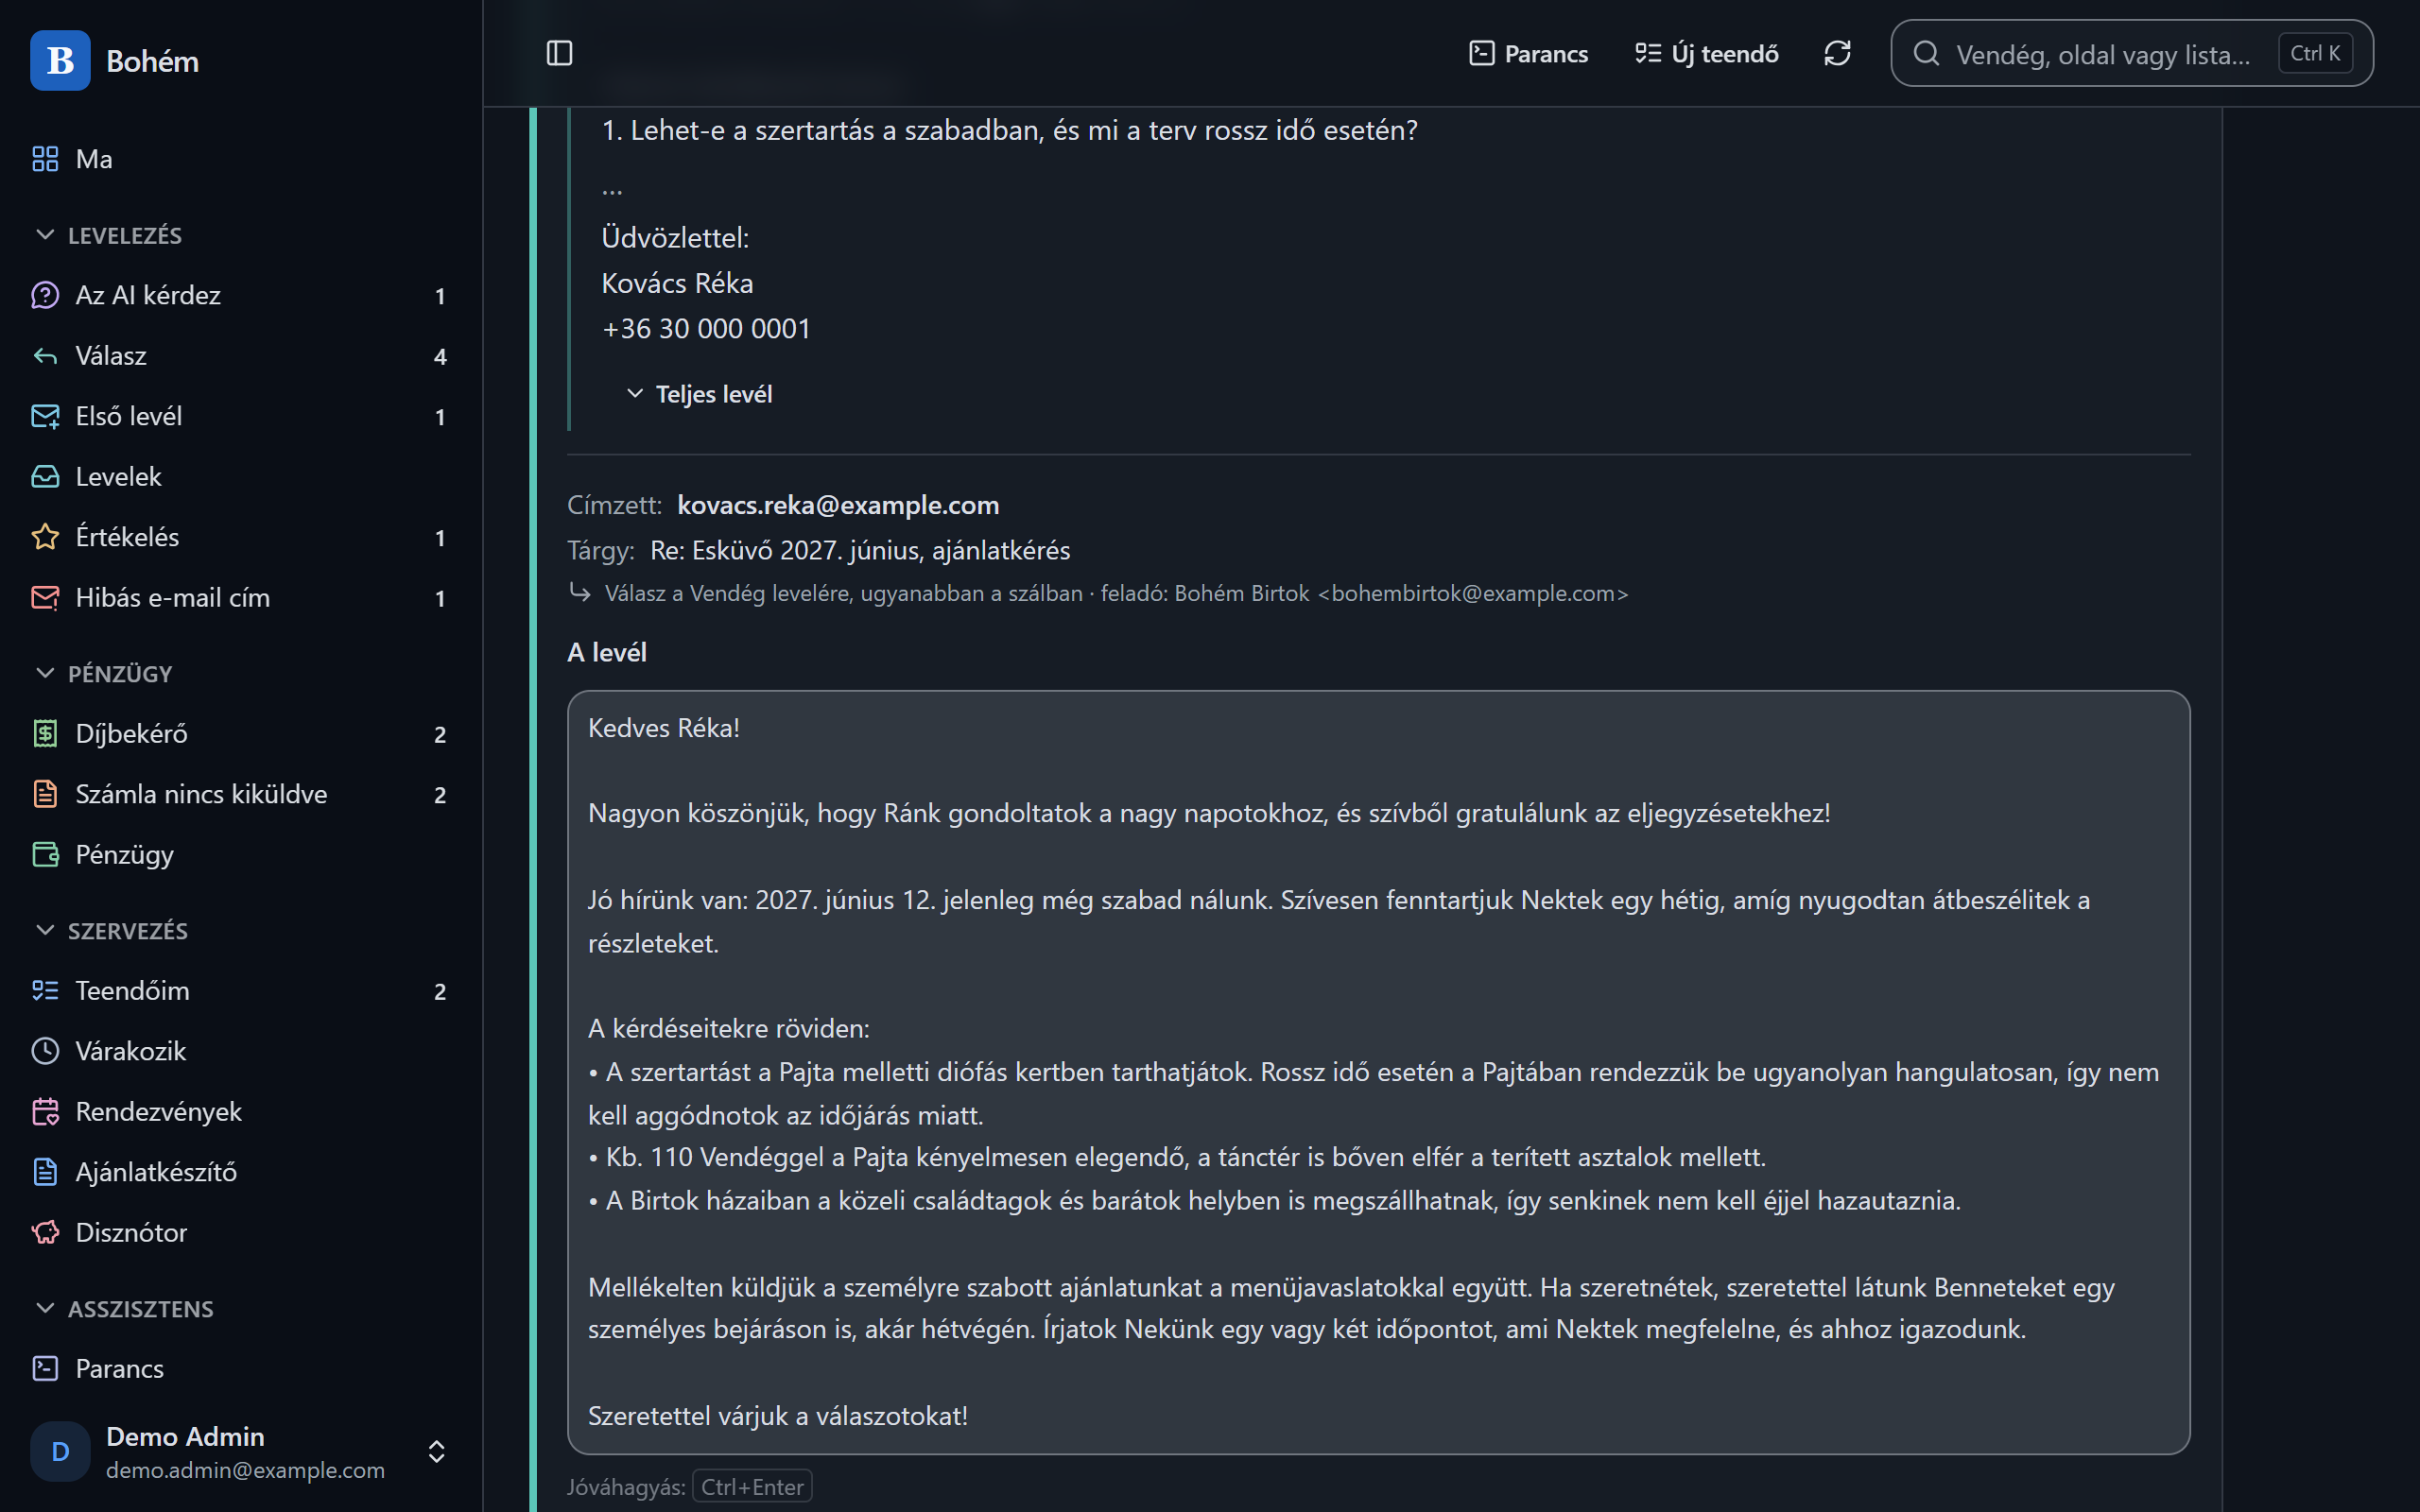 B Bohém
Ma
LEVELEZÉS
Az AI kérdez 1
Válasz 4
Első levél 1
Levelek
Értékelés 1
Hibás e-mail cím 1
PÉNZÜGY
Díjbekérő 2
Számla nincs kiküldve 2
Pénzügy
SZERVEZÉS
Teendőim 2
Várakozik
Rendezvények
Ajánlatkészítő
Disznótor
ASSZISZTENS
Parancs
D Demo Admin
demo.admin@example.com
Parancs Új teendő Vendég, oldal vagy lista... Ctrl K
1. Lehet-e a szertartás a szabadban, és mi a terv rossz idő esetén?
...
Üdvözlettel:
Kovács Réka
+36 30 000 0001
Teljes levél
Címzett: kovacs.reka@example.com
Tárgy: Re: Esküvő 2027. június, ajánlatkérés
Válasz a Vendég levelére, ugyanabban a szálban · feladó: Bohém Birtok <bohembirtok@example.com>
A levél
Kedves Réka!
Nagyon köszönjük, hogy Ránk gondoltatok a nagy napotokhoz, és szívből gratulálunk az eljegyzésetekhez!
Jó hírünk van: 2027. június 12. jelenleg még szabad nálunk. Szívesen fenntartjuk Nektek egy hétig, amíg nyugodtan átbeszélitek a
részleteket.
A kérdéseitekre röviden:
• A szertartást a Pajta melletti diófás kertben tarthatjátok. Rossz idő esetén a Pajtában rendezzük be ugyanolyan hangulatosan, így nem
kell aggódnotok az időjárás miatt.
• Kb. 110 Vendéggel a Pajta kényelmesen elegendő, a tánctér is bőven elfér a terített asztalok mellett.
• A Birtok házaiban a közeli családtagok és barátok helyben is megszállhatnak, így senkinek nem kell éjjel hazautaznia.
Mellékelten küldjük a személyre szabott ajánlatunkat a menüjavaslatokkal együtt. Ha szeretnétek, szeretettel látunk Benneteket egy
személyes bejáráson is, akár hétvégén. Írjatok Nekünk egy vagy két időpontot, ami Nektek megfelelne, és ahhoz igazodunk.
Szeretettel várjuk a válaszotokat!
Jóváhagyás: Ctrl+Enter